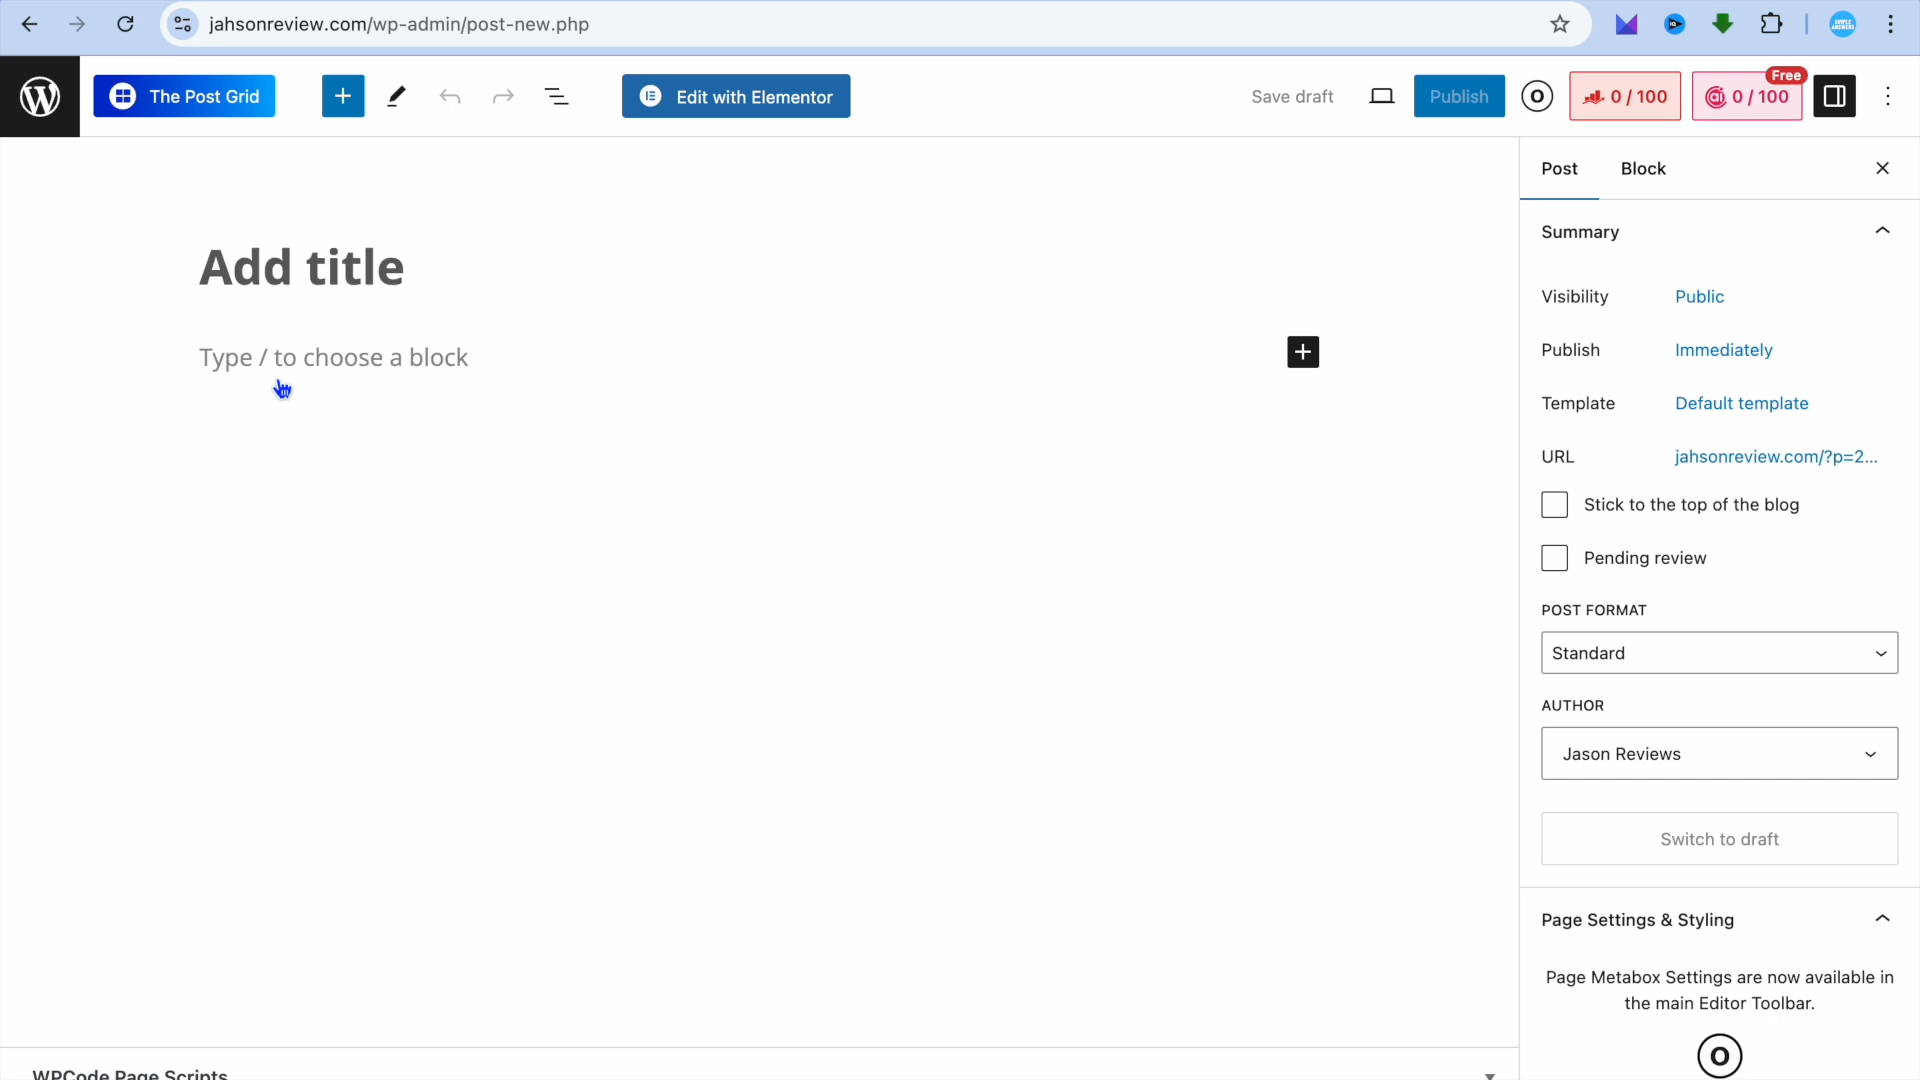 jahsonreview.com/wp-admin/post-new.php
The Post Grid
Edit with Elementor
Save draft
Publish
0 / 100
Free
0 / 100
Post
Block
Summary
Add title
Type / to choose a block
Visibility
Public
Publish
Immediately
Template
Default template
URL
jahsonreview.com/?p=2...
Stick to the top of the blog
Pending review
POST FORMAT
Standard
AUTHOR
Jason Reviews
Switch to draft
Page Settings & Styling
Page Metabox Settings are now available in
the main Editor Toolbar.
WPCode Page Scripts